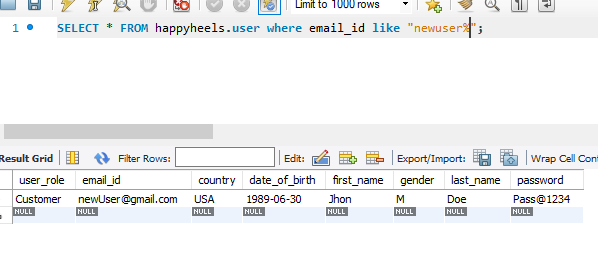 Limit to 1000 rows
1 SELECT * FROM happyheels.user where email_id like "newuser%";
Result Grid Filter Rows: Edit: Export/Import: Wrap Cell Cont
user_role email_id country date_of_birth first_name gender last_name password
Customer newUser@gmail.com USA 1989-06-30 Jhon M Doe Pass@1234
NULL NULL NULL NULL NULL NULL NULL NULL